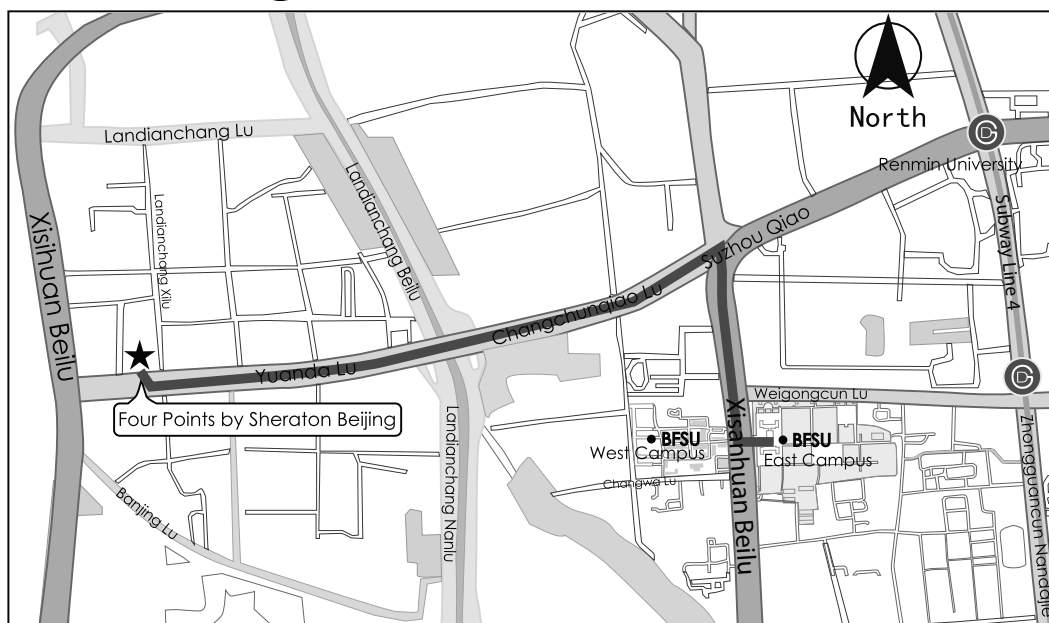 North
Landianchang Lu
Renmin University
Landianchang Beilu
Landianchang Xilu
Xisihuan Beilu
Suzhou Qiao
Subway Line 4
Changchunqiao Lu
Yuanda Lu
Four Points by Sheraton Beijing
Weigongcun Lu
BFSU
West Campus
BFSU
East Campus
Xisanhuan Beilu
Changwa Lu
Landianchang Nanlu
Banjing Lu
Zhongguancun Nandajie